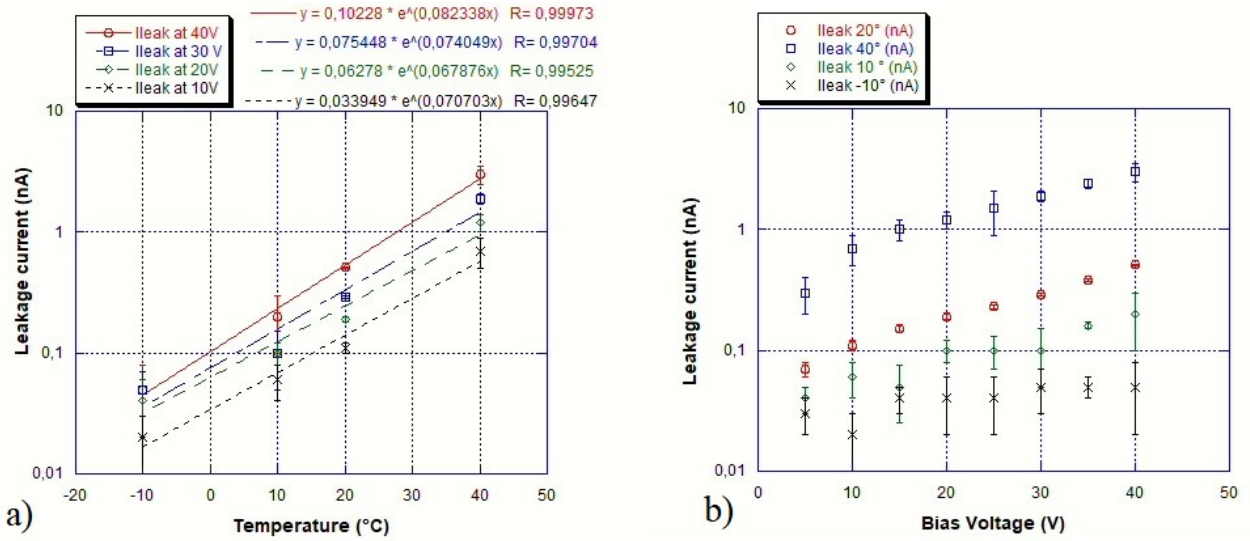 y = 0,10228 * e^(0,082338x) R= 0,99973
y = 0,075448 * e^(0,074049x) R= 0,99704
y = 0,06278 * e^(0,067876x) R= 0,99525
y = 0,033949 * e^(0,070703x) R= 0,99647
Ileak at 40V
Ileak at 30 V
Ileak at 20V
Ileak at 10V
10
1
0,1
0,01
-20 -10 0 10 20 30 40 50
Leakage current (nA)
Temperature (°C)
a)
Ileak 20° (nA)
Ileak 40° (nA)
Ileak 10 ° (nA)
Ileak -10° (nA)
10
1
0,1
0,01
0 10 20 30 40 50
Leakage current (nA)
Bias Voltage (V)
b)